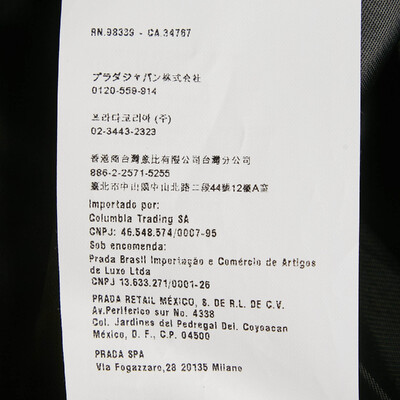 RN.98339 - CA.34767
プラダジャパン株式会社
0120-559-914
프라다코리아 (주)
02-3443-2323
香港商台灣彼比有限公司台灣分公司
886-2-2571-5255
臺北市中山區中山北路二段44號12樓A室
Importado por:
Columbia Trading SA
CNPJ: 46.548.574/0007-95
Sob encomenda:
Prada Brasil Importação e Comércio de Artigos
de Luxo Ltda
CNPJ 13.633.271/0001-26
PRADA RETAIL MÉXICO, S. DE R.L. DE C.V.
Av.Periferico sur No. 4338
Col. Jardines del Pedregal Del. Coyoacan
México, D. F., C.P. 04500
PRADA SPA
Via Fogazzaro,28 20135 Milano